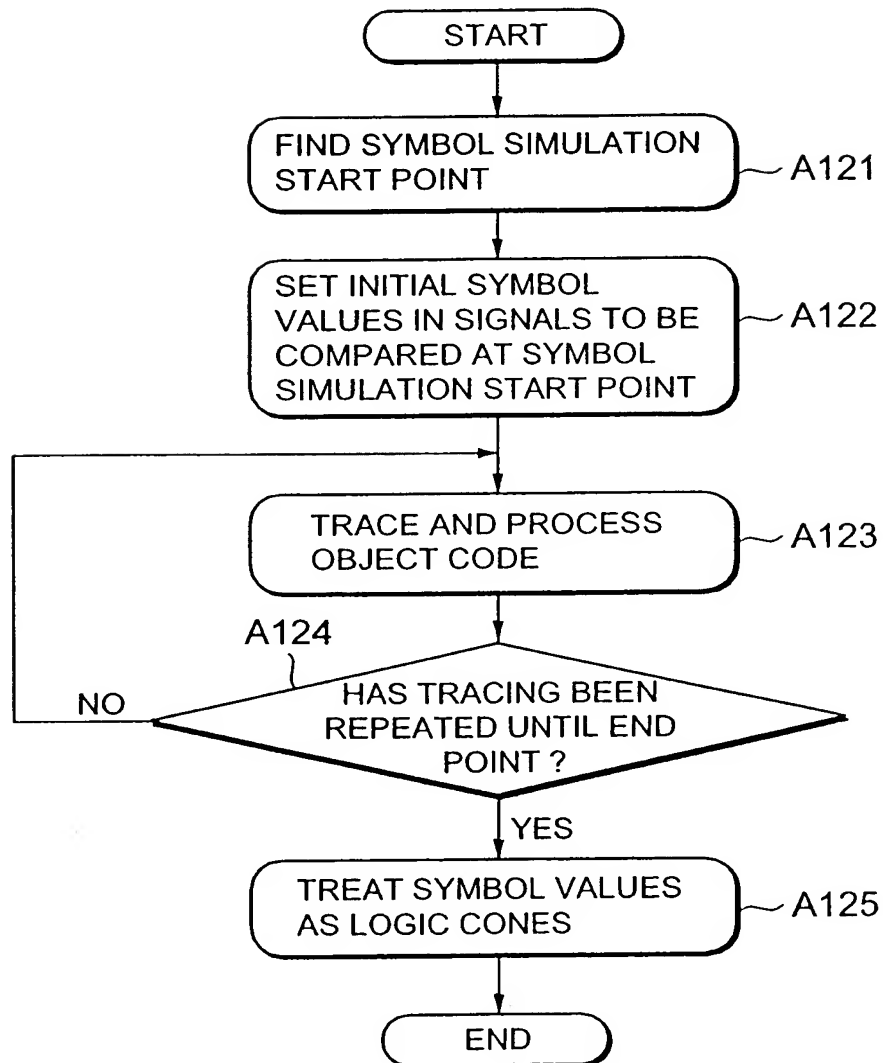 START
FIND SYMBOL SIMULATION
START POINT
A121
SET INITIAL SYMBOL
VALUES IN SIGNALS TO BE
COMPARED AT SYMBOL
SIMULATION START POINT
A122
TRACE AND PROCESS
OBJECT CODE
A123
A124
HAS TRACING BEEN
REPEATED UNTIL END
POINT ?
NO
YES
TREAT SYMBOL VALUES
AS LOGIC CONES
A125
END